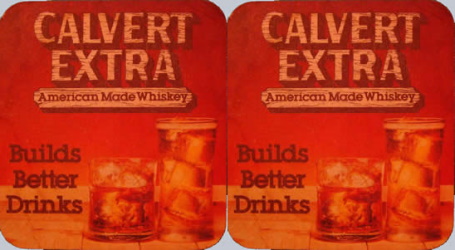 CALVERT
EXTRA
American Made Whiskey
Builds
Better
Drinks
CALVERT
EXTRA
American Made Whiskey
Builds
Better
Drinks